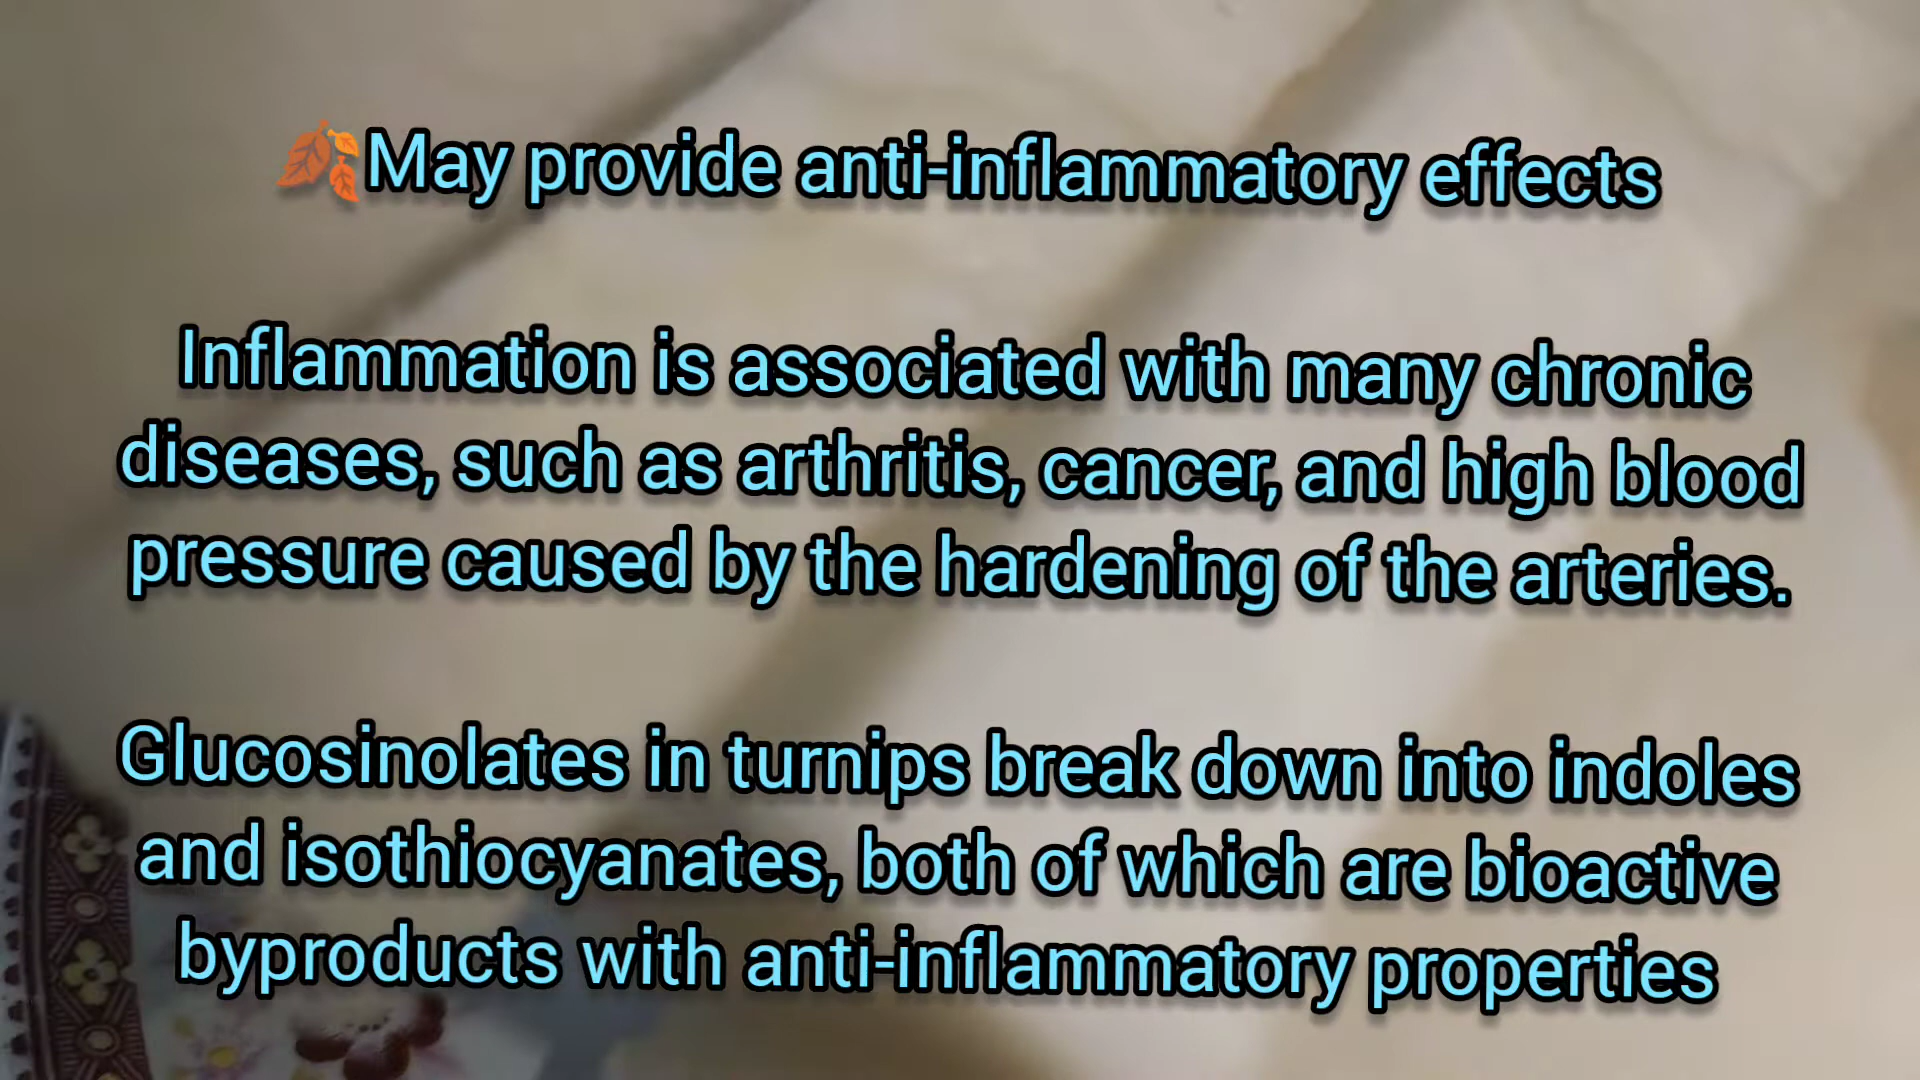 🍂May provide anti-inflammatory effects
Inflammation is associated with many chronic
diseases, such as arthritis, cancer, and high blood
pressure caused by the hardening of the arteries.
Glucosinolates in turnips break down into indoles
and isothiocyanates, both of which are bioactive
byproducts with anti-inflammatory properties